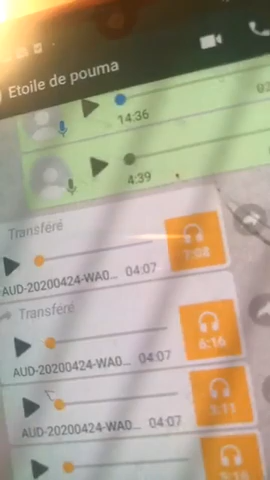 Etoile de pouma
14:36
4:39
Transféré
7:02
AUD-20200424-WA0... 04:07
Transféré
6:16
AUD-20200424-WA0... 04:07
3:11
AUD-20200424-WA0... 04:07